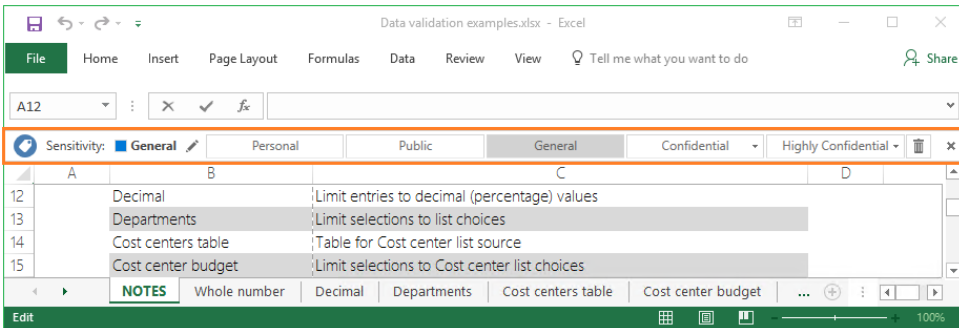 Data validation examples.xlsx - Excel
File Home Insert Page Layout Formulas Data Review View Tell me what you want to do Share
A12 fx
Sensitivity: General Personal Public General Confidential Highly Confidential
A B C D
12 Decimal Limit entries to decimal (percentage) values
13 Departments Limit selections to list choices
14 Cost centers table Table for Cost center list source
15 Cost center budget Limit selections to Cost center list choices
NOTES Whole number Decimal Departments Cost centers table Cost center budget ...
Edit 100%